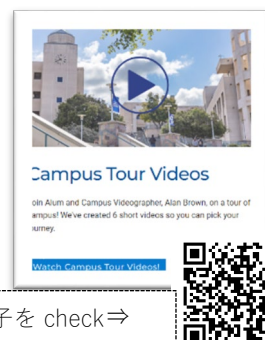 Campus Tour Videos
oin Alum and Campus Videographer, Alan Brown, on a tour of
ampus! We've created 6 short videos so you can pick your
urney.
Watch Campus Tour Videos!
子を check⇒